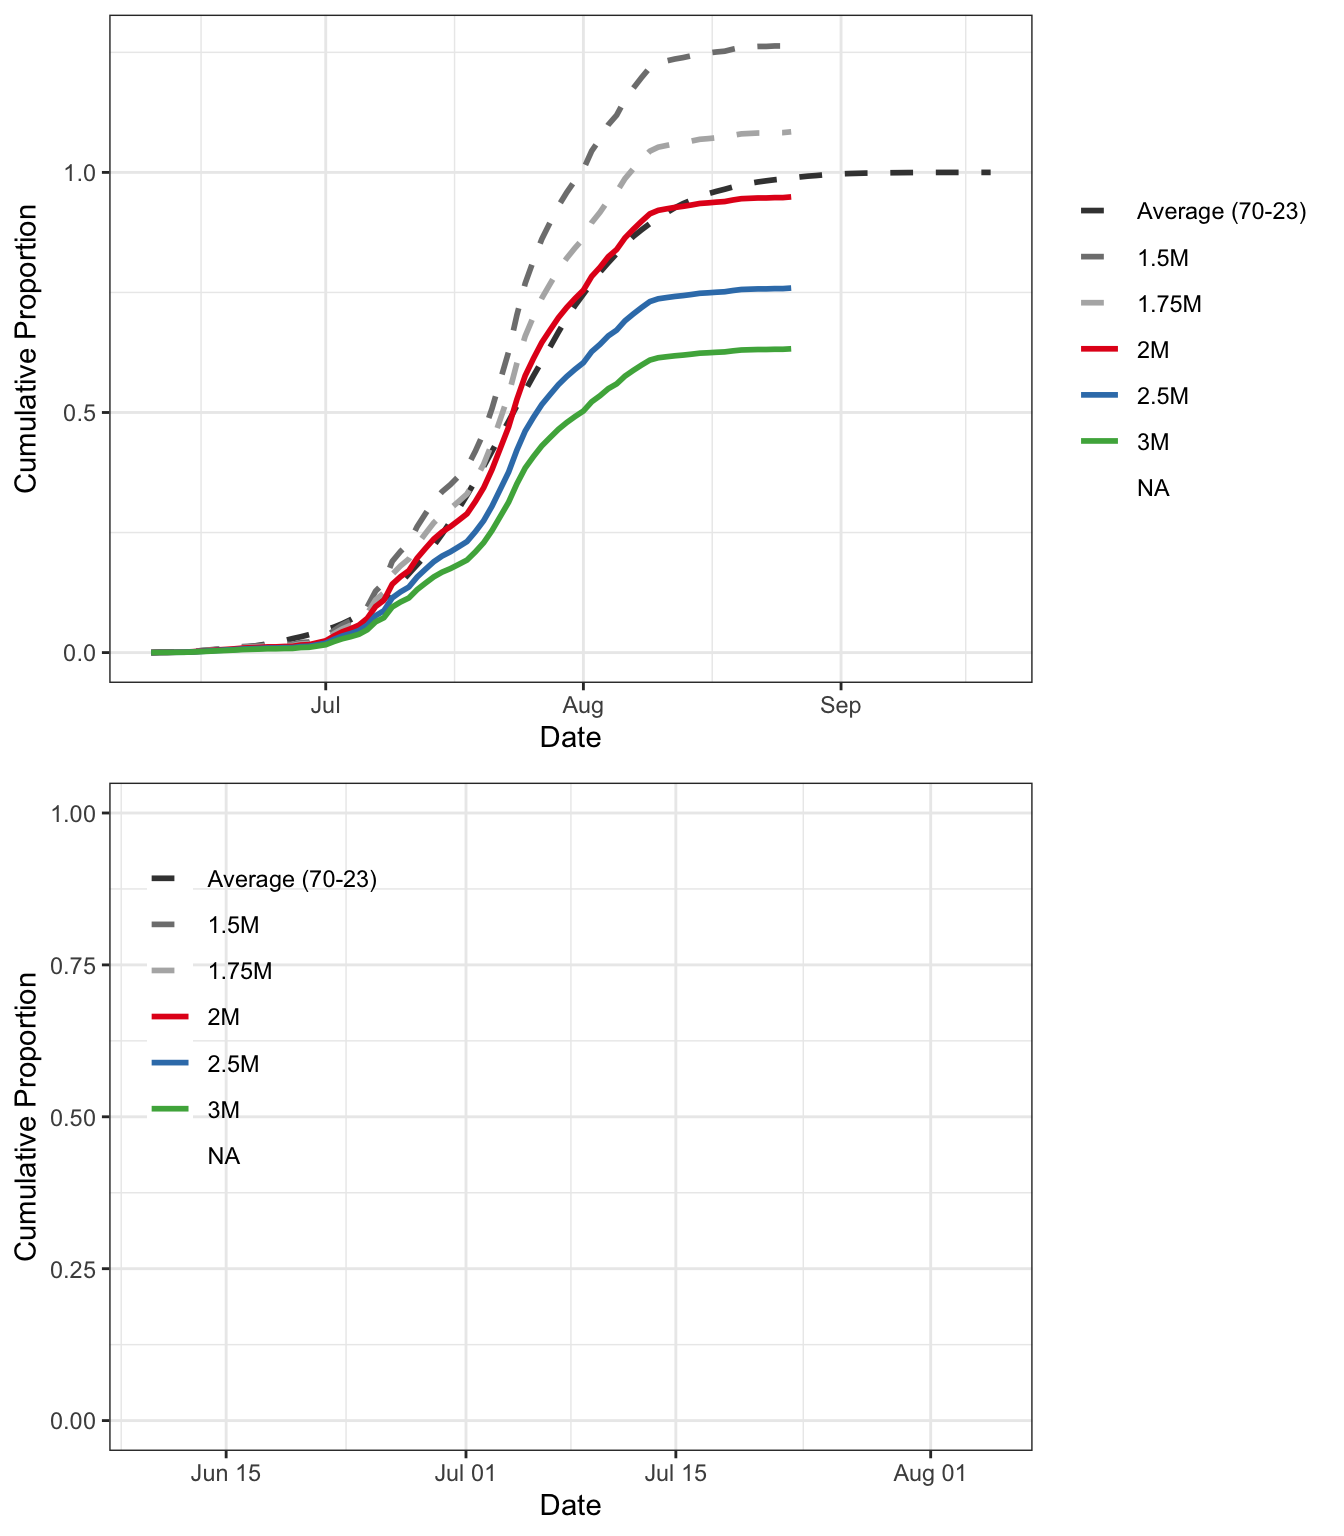 Cumulative Proportion
1.0
0.5
0.0
Jul
Aug
Sep
Date
Average (70-23)
1.5M
1.75M
2M
2.5M
3M
NA
Cumulative Proportion
1.00
0.75
0.50
0.25
0.00
Average (70-23)
1.5M
1.75M
2M
2.5M
3M
NA
Jun 15
Jul 01
Jul 15
Aug 01
Date